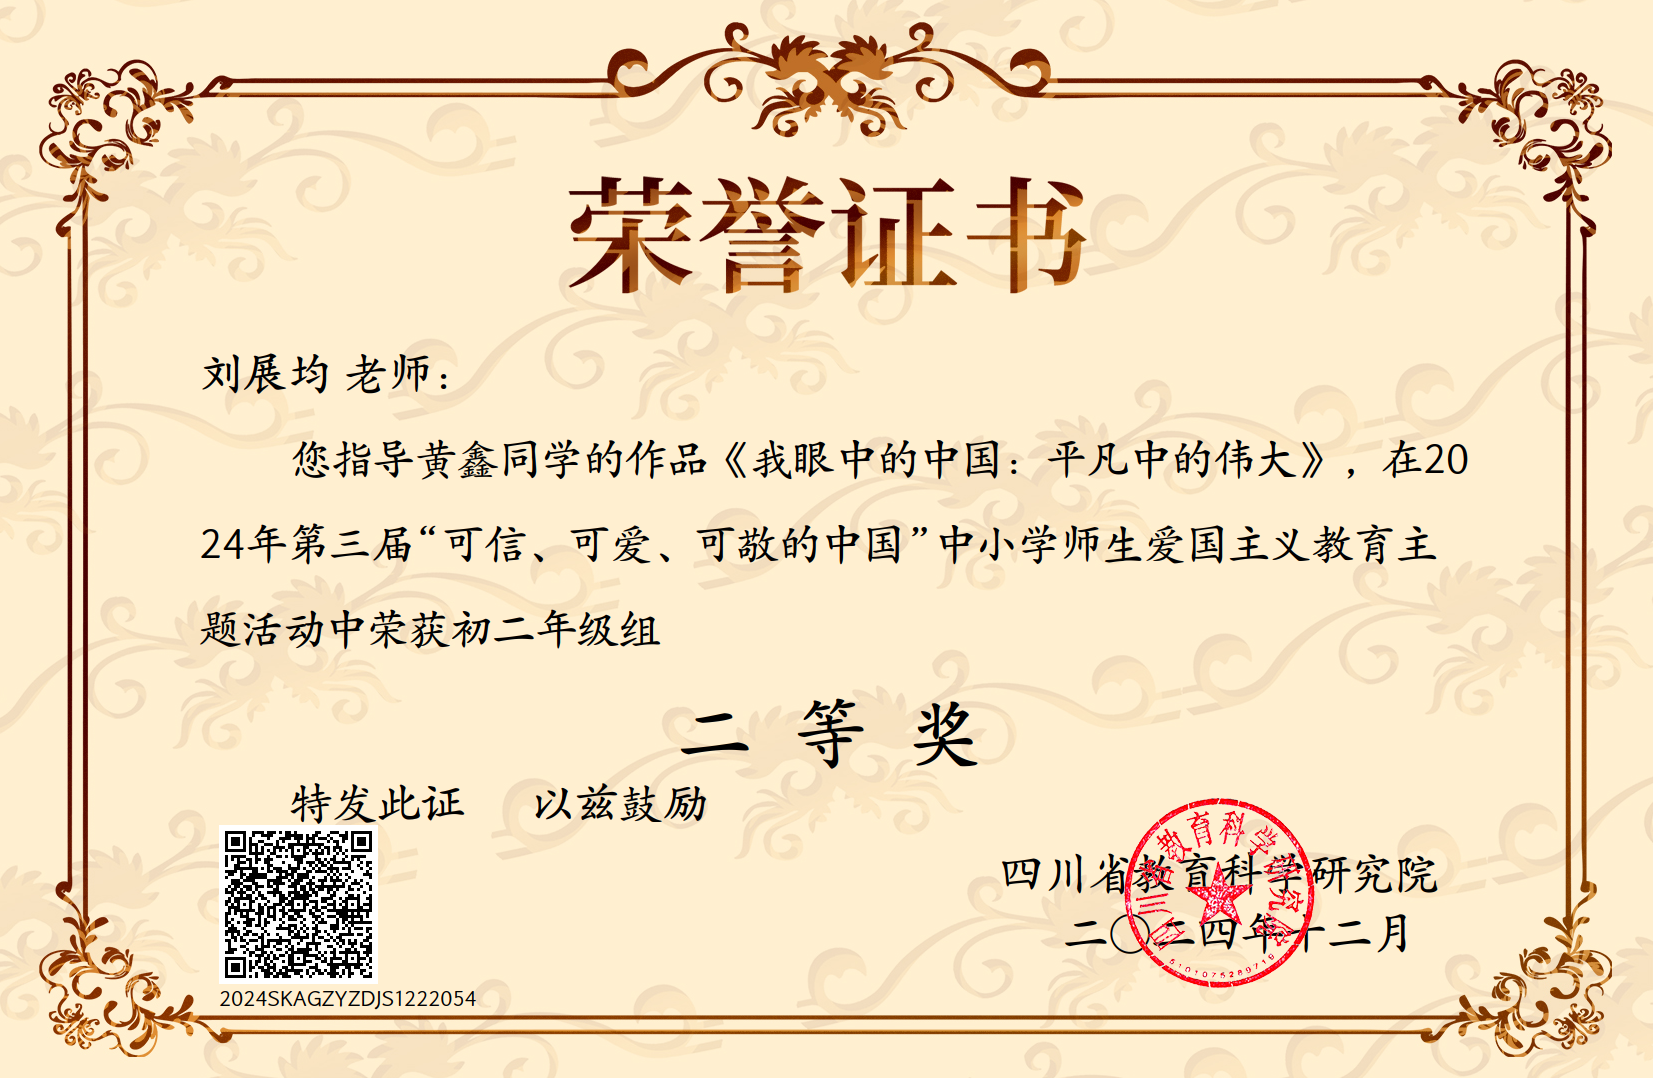 荣誉证书
刘展均 老师：
您指导黄鑫同学的作品《我眼中的中国：平凡中的伟大》，在20
24年第三届“可信、可爱、可敬的中国”中小学师生爱国主义教育主
题活动中荣获初二年级组
二 等 奖
特发此证 以兹鼓励
四川省教育科学研究院
二〇二四年十二月
四川省教育科学研究院
5101075289716
2024SKAGZYZDJS1222054